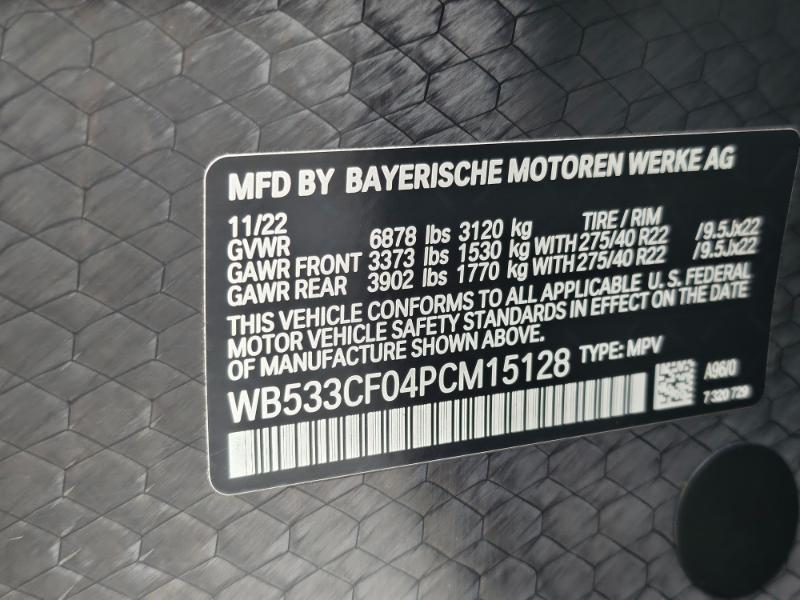 MFD BY BAYERISCHE MOTOREN WERKE AG
11/22 TIRE / RIM
GVWR 6878 lbs 3120 kg
GAWR FRONT 3373 lbs 1530 kg WITH 275/40 R22 /9.5Jx22
GAWR REAR 3902 lbs 1770 kg WITH 275/40 R22 /9.5Jx22
THIS VEHICLE CONFORMS TO ALL APPLICABLE U.S. FEDERAL
MOTOR VEHICLE SAFETY STANDARDS IN EFFECT ON THE DATE
OF MANUFACTURE SHOWN ABOVE.
WB533CF04PCM15128 TYPE: MPV
A96/0
7 320 729